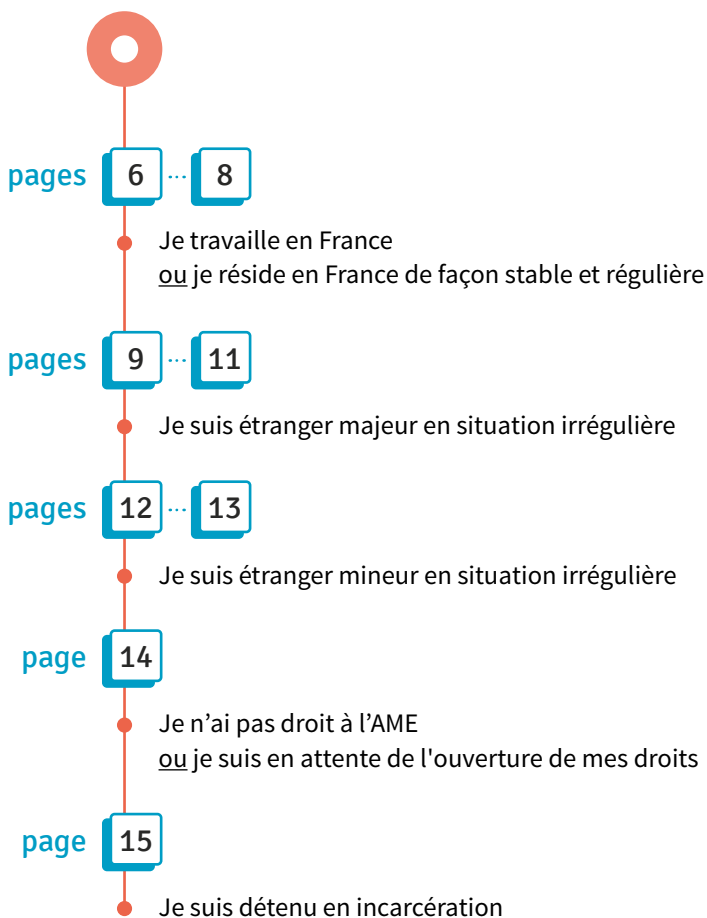 pages 6 ... 8
Je travaille en France
ou je réside en France de façon stable et régulière
pages 9 ... 11
Je suis étranger majeur en situation irrégulière
pages 12 ... 13
Je suis étranger mineur en situation irrégulière
page 14
Je n’ai pas droit à l’AME
ou je suis en attente de l'ouverture de mes droits
page 15
Je suis détenu en incarcération